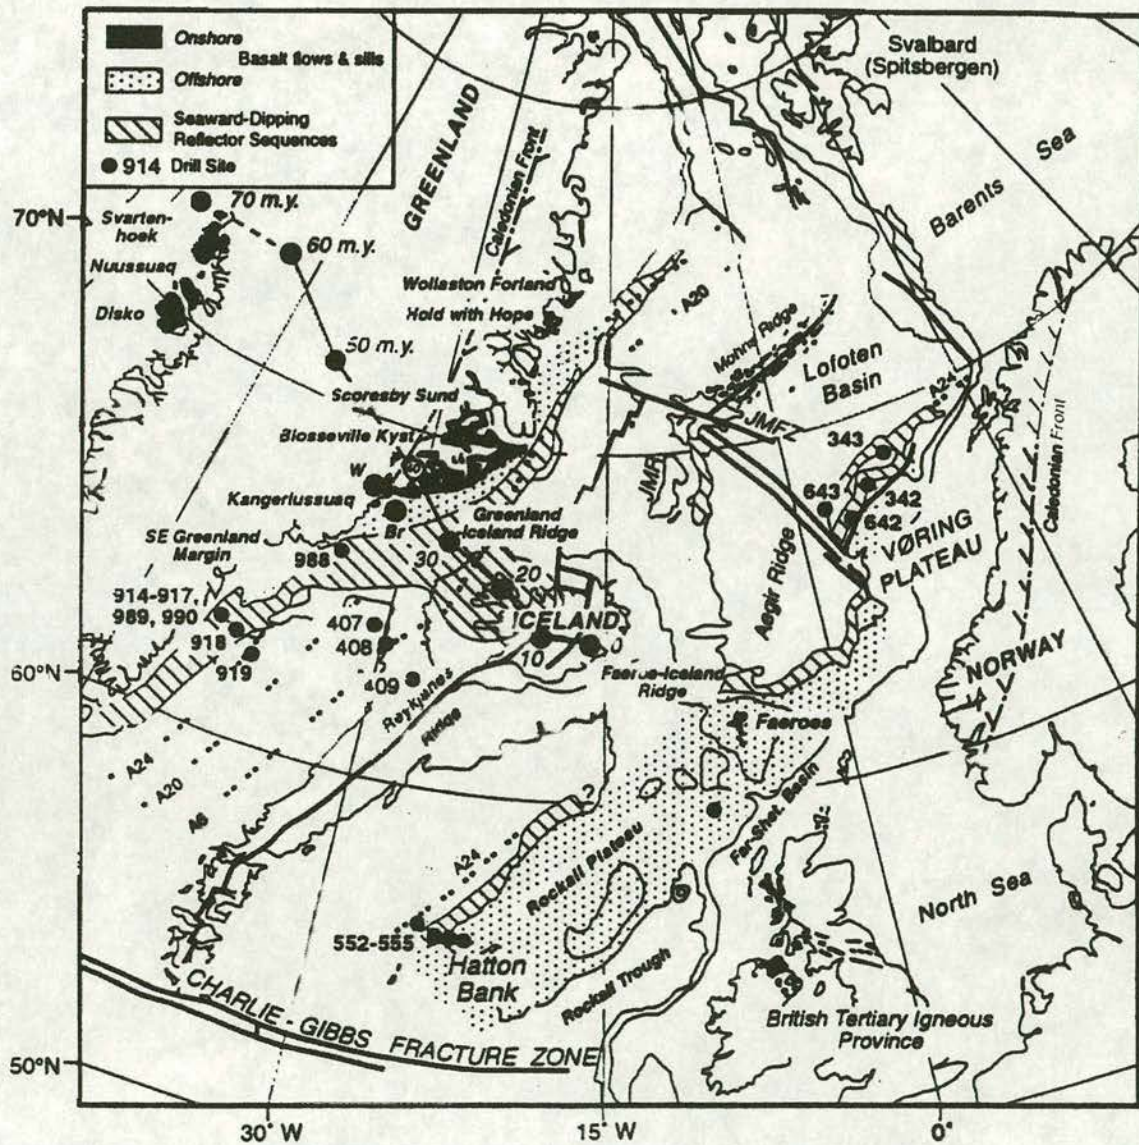 Onshore
Basalt flows & sills
Offshore
Seaward-Dipping
Reflector Sequences
914 Drill Site
Svalbard
(Spitsbergen)
GREENLAND
Caledonian Front
Barents Sea
70°N
70 m.y.
Svarten-
hoek
60 m.y.
Nuussuaq
Disko
50 m.y.
Wollaston Forland
Hold with Hope
A20
Mohns Ridge
Lofoten
Basin
Scoresby Sund
JMFZ
A24
Blosseville Kyst
343
Caledonian Front
W
40
JMR
643
342
642
Kangerlussuaq
Br
Greenland
Iceland Ridge
VØRING
PLATEAU
SE Greenland
Margin
988
30
20
Aegir Ridge
914-917,
989, 990
407
ICELAND
918
408
10
0
NORWAY
60°N
919
409
Faeroe-Iceland
Ridge
Reykjanes
Ridge
Faeroes
A24
A20
A6
Far-Shet. Basin
A24
Rockall Plateau
North Sea
552-555
Hatton
Bank
Rockall Trough
CHARLIE-GIBBS FRACTURE ZONE
British Tertiary Igneous
Province
50°N
30° W
15° W
0°